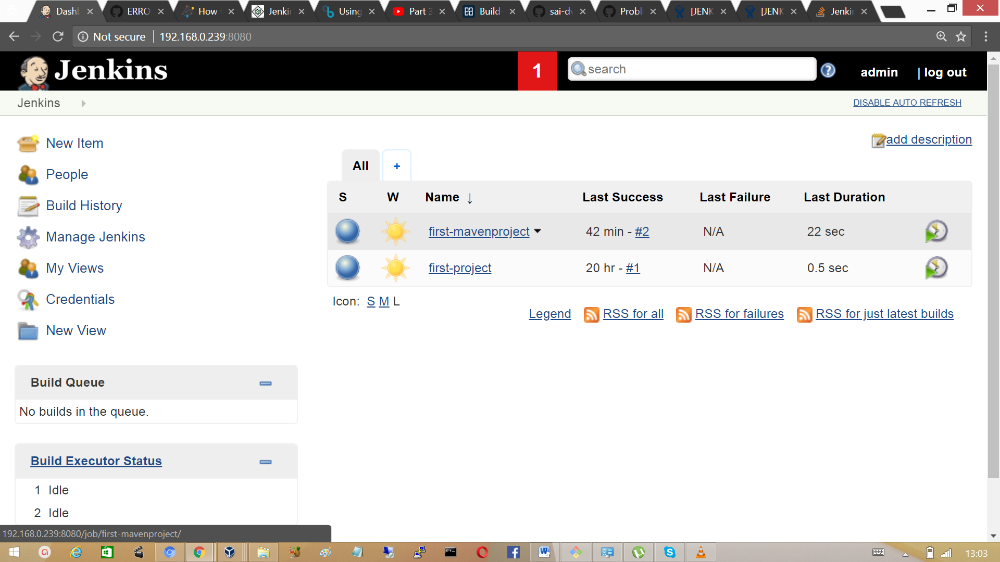 Dashb
ERRO
How
Jenkin
Using
Part 3
Build
sai-dv
Probl
[JENK
[JENK
Jenkin
Not secure
192.168.0.239:8080
Jenkins
1
search
admin
| log out
Jenkins
DISABLE AUTO REFRESH
New Item
People
Build History
Manage Jenkins
My Views
Credentials
New View
add description
All
+
S W Name ↓ Last Success Last Failure Last Duration
first-mavenproject 42 min - #2 N/A 22 sec
first-project 20 hr - #1 N/A 0.5 sec
Icon: S M L
Legend RSS for all RSS for failures RSS for just latest builds
Build Queue
No builds in the queue.
Build Executor Status
1 Idle
2 Idle
192.168.0.239:8080/job/first-mavenproject/
13:03